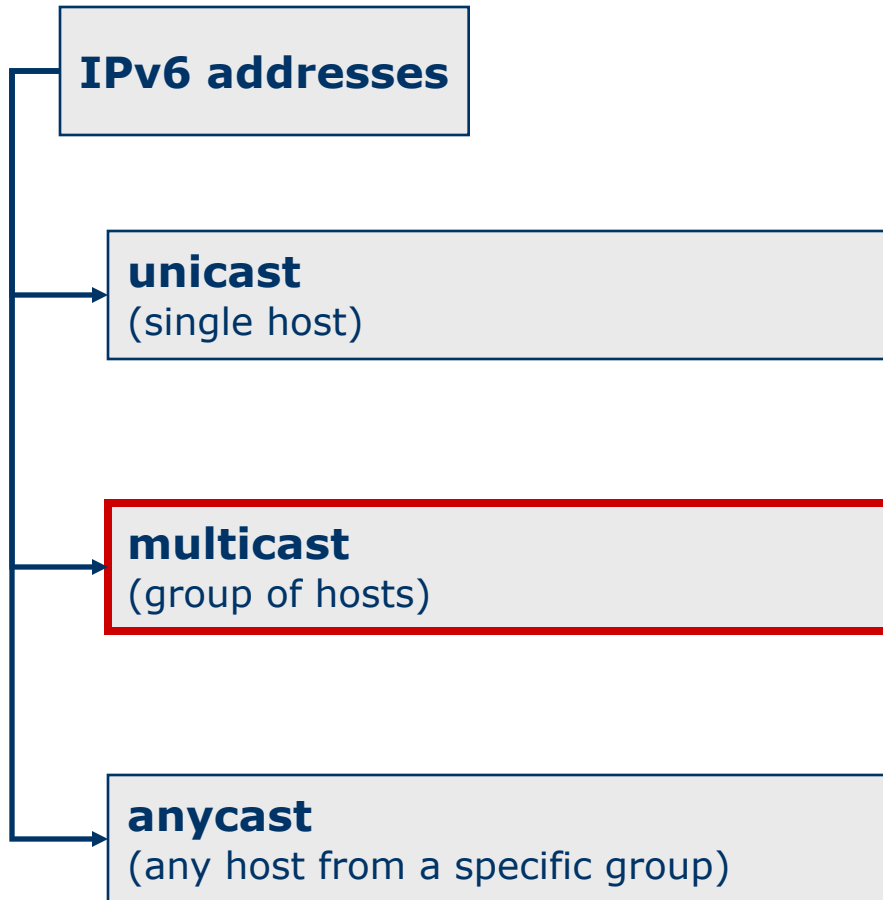 IPv6 addresses
unicast
(single host)
multicast
(group of hosts)
anycast
(any host from a specific group)